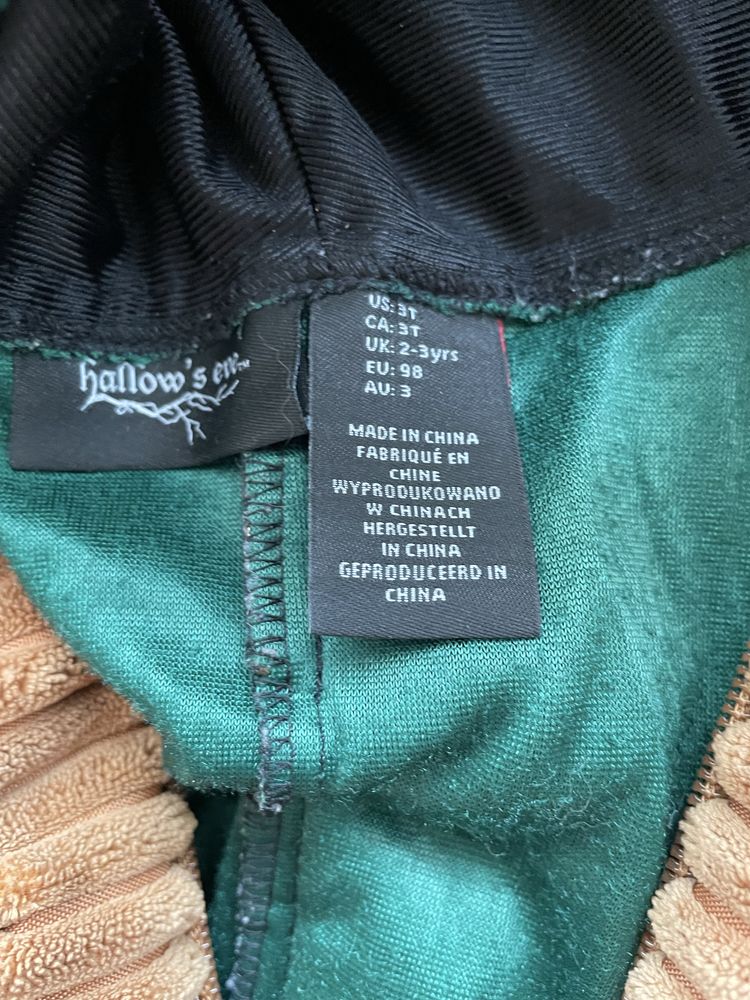 hallow's eve™
US: 3T
CA: 3T
UK: 2-3yrs
EU: 98
AU: 3
MADE IN CHINA
FABRIQUÉ EN
CHINE
WYPRODUKOWANO
W CHINACH
HERGESTELLT
IN CHINA
GEPRODUCEERD IN
CHINA